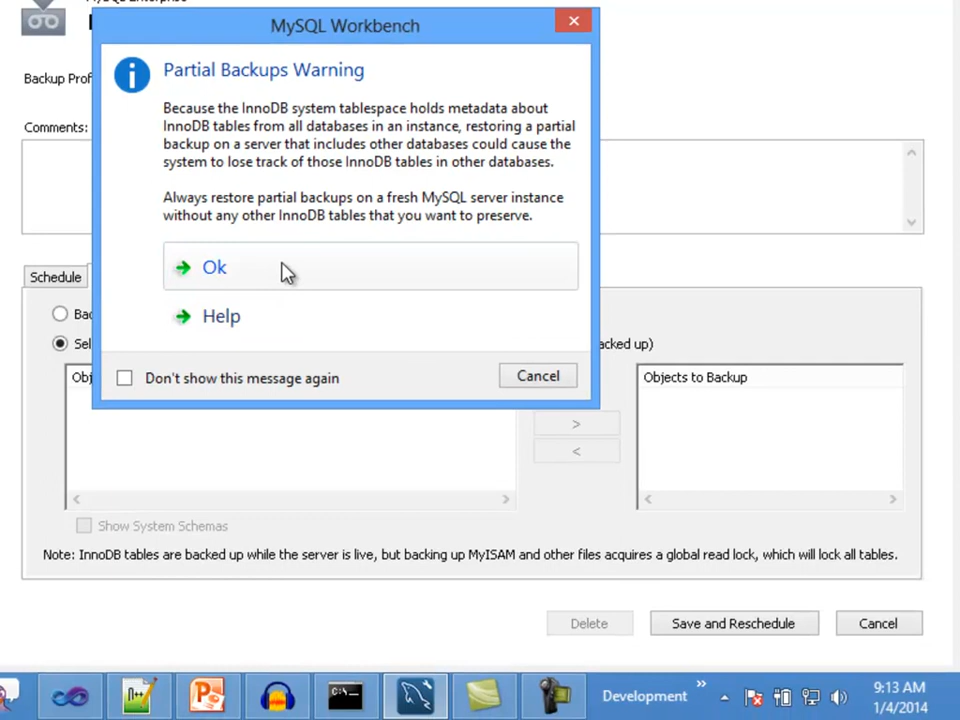 MySQL Workbench
Backup Prof
Partial Backups Warning
Because the InnoDB system tablespace holds metadata about
InnoDB tables from all databases in an instance, restoring a partial
backup on a server that includes other databases could cause the
system to lose track of those InnoDB tables in other databases.
Always restore partial backups on a fresh MySQL server instance
without any other InnoDB tables that you want to preserve.
Ok
Help
Don't show this message again
Cancel
Comments:
Schedule
Bac
Sel
acked up)
Obj
Objects to Backup
>
<
Show System Schemas
Note: InnoDB tables are backed up while the server is live, but backing up MyISAM and other files acquires a global read lock, which will lock all tables.
Delete
Save and Reschedule
Cancel
Development
9:13 AM
1/4/2014